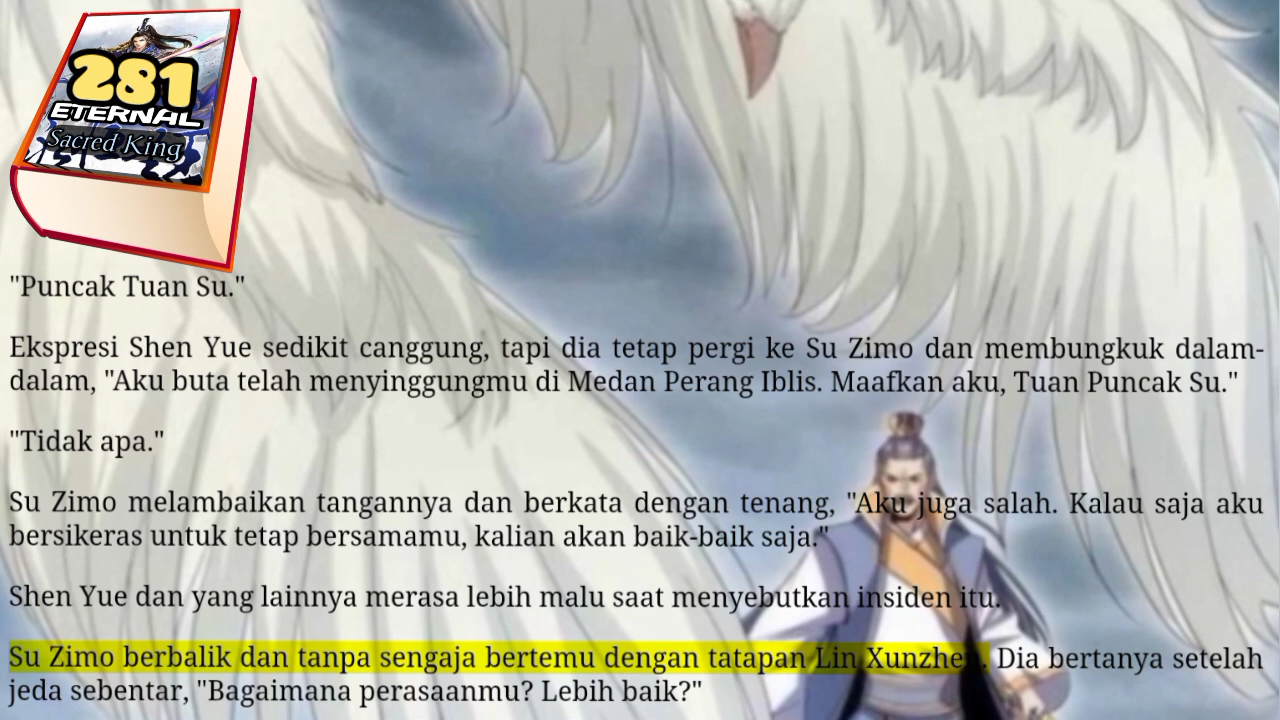 281
ETERNAL
Sacred King
"Puncak Tuan Su."
Ekspresi Shen Yue sedikit canggung, tapi dia tetap pergi ke Su Zimo dan membungkuk dalam-
dalam, "Aku buta telah menyinggungmu di Medan Perang Iblis. Maafkan aku, Tuan Puncak Su."
"Tidak apa."
Su Zimo melambaikan tangannya dan berkata dengan tenang, "Aku juga salah. Kalau saja aku
bersikeras untuk tetap bersamamu, kalian akan baik-baik saja."
Shen Yue dan yang lainnya merasa lebih malu saat menyebutkan insiden itu.
Su Zimo berbalik dan tanpa sengaja bertemu dengan tatapan Lin Xunzhen. Dia bertanya setelah
jeda sebentar, "Bagaimana perasaanmu? Lebih baik?"